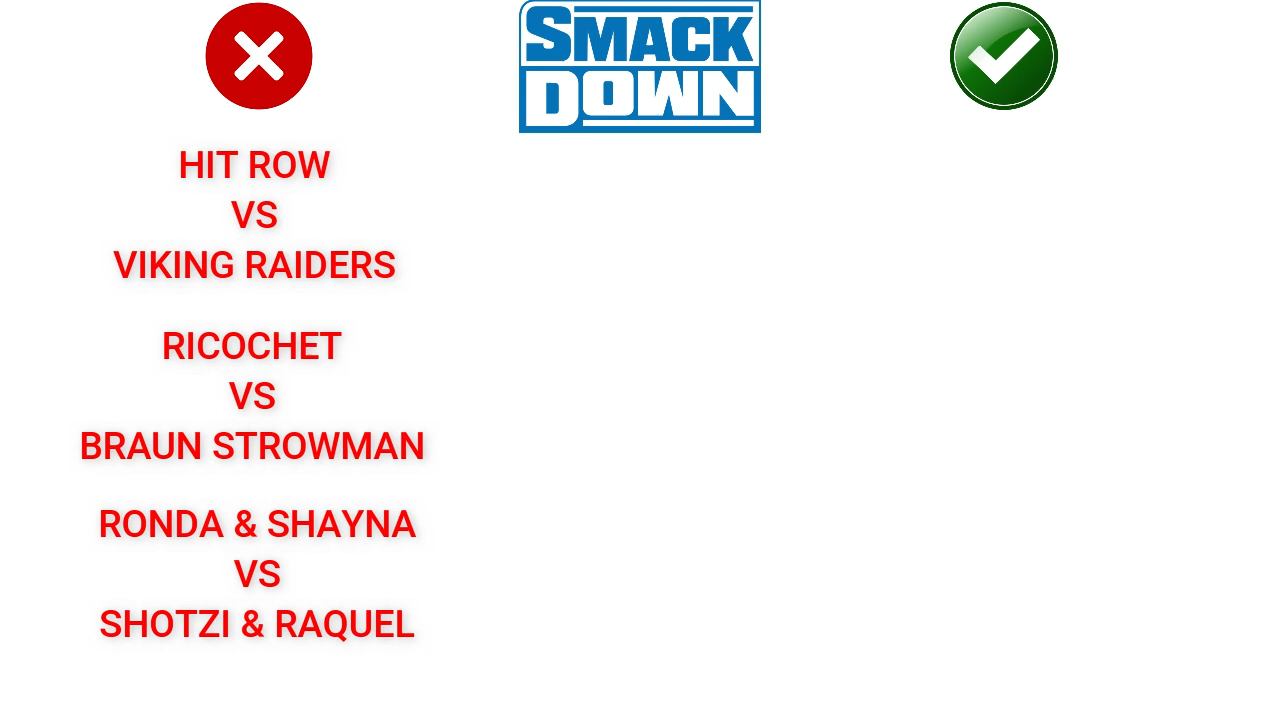 SMACK
DOWN
HIT ROW
VS
VIKING RAIDERS
RICOCHET
VS
BRAUN STROWMAN
RONDA & SHAYNA
VS
SHOTZI & RAQUEL